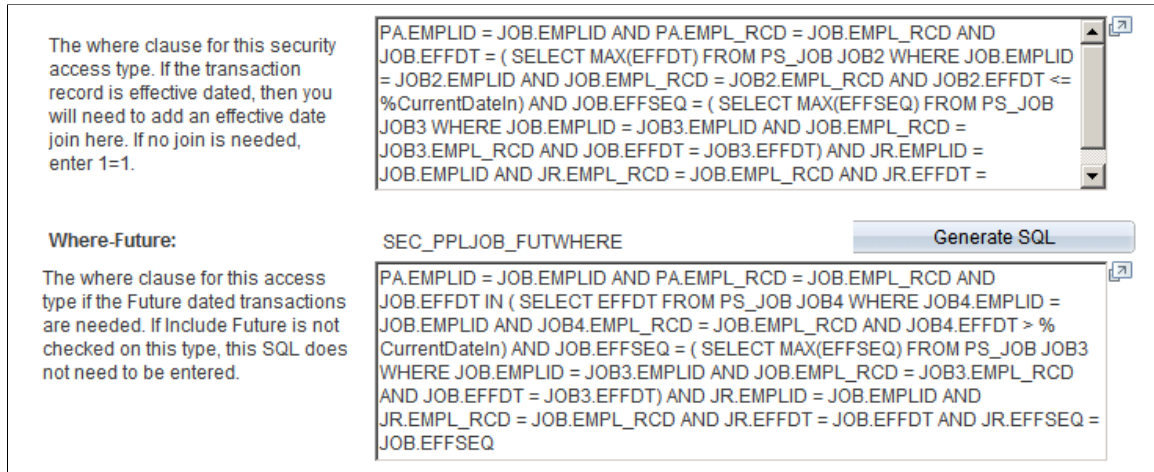 The where clause for this security
access type. If the transaction
record is effective dated, then you
will need to add an effective date
join here. If no join is needed,
enter 1=1.
PA.EMPLID = JOB.EMPLID AND PA.EMPL_RCD = JOB.EMPL_RCD AND
JOB.EFFDT = ( SELECT MAX(EFFDT) FROM PS_JOB JOB2 WHERE JOB.EMPLID
= JOB2.EMPLID AND JOB.EMPL_RCD = JOB2.EMPL_RCD AND JOB2.EFFDT <=
%CurrentDateIn) AND JOB.EFFSEQ = ( SELECT MAX(EFFSEQ) FROM PS_JOB
JOB3 WHERE JOB.EMPLID = JOB3.EMPLID AND JOB.EMPL_RCD =
JOB3.EMPL_RCD AND JOB.EFFDT = JOB3.EFFDT) AND JR.EMPLID =
JOB.EMPLID AND JR.EMPL_RCD = JOB.EMPL_RCD AND JR.EFFDT =
Where-Future:
SEC_PPLJOB_FUTWHERE
Generate SQL
The where clause for this access
type if the Future dated transactions
are needed. If Include Future is not
checked on this type, this SQL does
not need to be entered.
PA.EMPLID = JOB.EMPLID AND PA.EMPL_RCD = JOB.EMPL_RCD AND
JOB.EFFDT IN ( SELECT EFFDT FROM PS_JOB JOB4 WHERE JOB4.EMPLID =
JOB.EMPLID AND JOB4.EMPL_RCD = JOB.EMPL_RCD AND JOB4.EFFDT > %
CurrentDateIn) AND JOB.EFFSEQ = ( SELECT MAX(EFFSEQ) FROM PS_JOB JOB3
WHERE JOB.EMPLID = JOB3.EMPLID AND JOB.EMPL_RCD = JOB3.EMPL_RCD
AND JOB.EFFDT = JOB3.EFFDT) AND JR.EMPLID = JOB.EMPLID AND
JR.EMPL_RCD = JOB.EMPL_RCD AND JR.EFFDT = JOB.EFFDT AND JR.EFFSEQ =
JOB.EFFSEQ